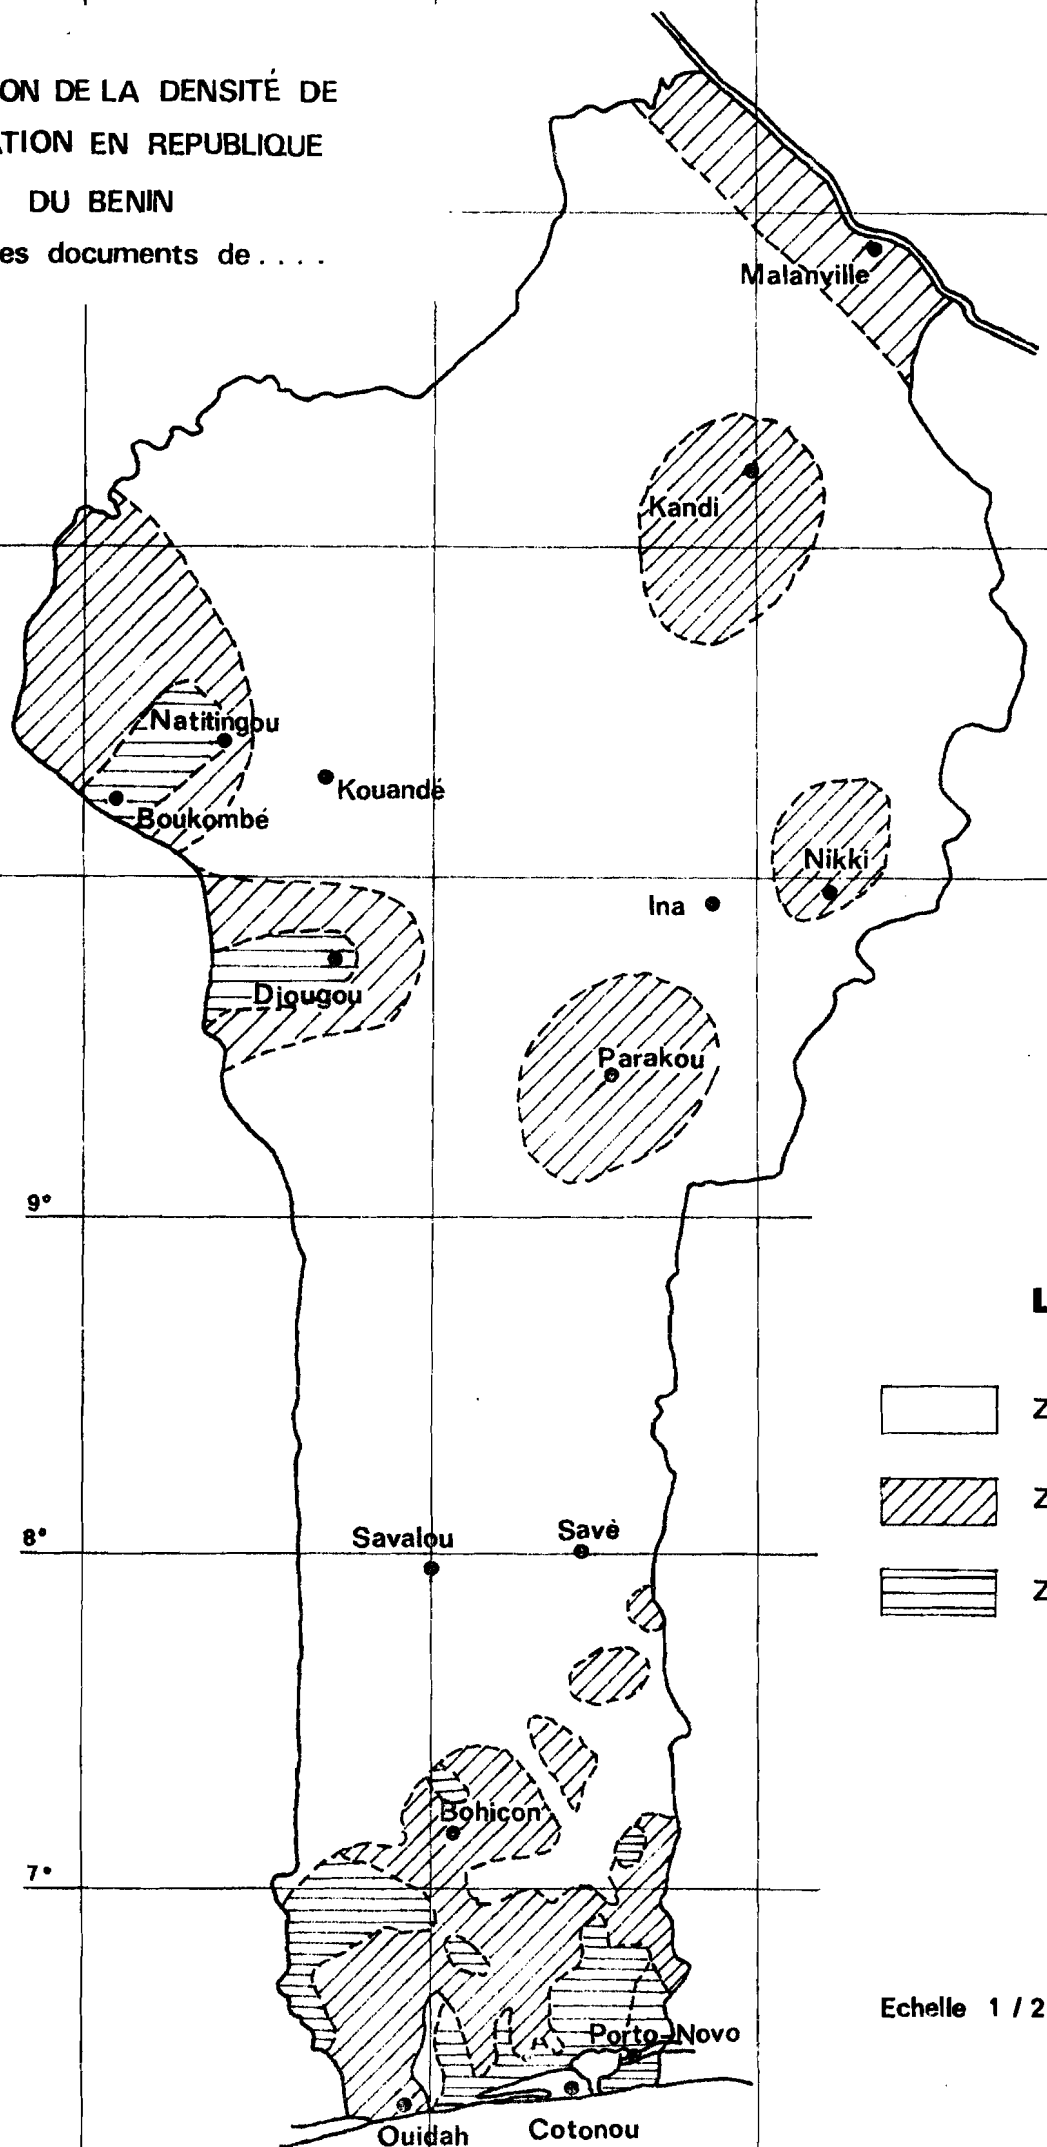 ON DE LA DENSITÉ DE
ATION EN REPUBLIQUE
DU BENIN
es documents de ....
Malanville
Kandi
Natitingou
Kouandé
Boukombé
Nikki
Ina
Djougou
Parakou
9°
L
Z
Z
8°
Savalou
Savè
Z
Bohicon
7°
Echelle 1 / 2
Porto-Novo
Ouidah
Cotonou